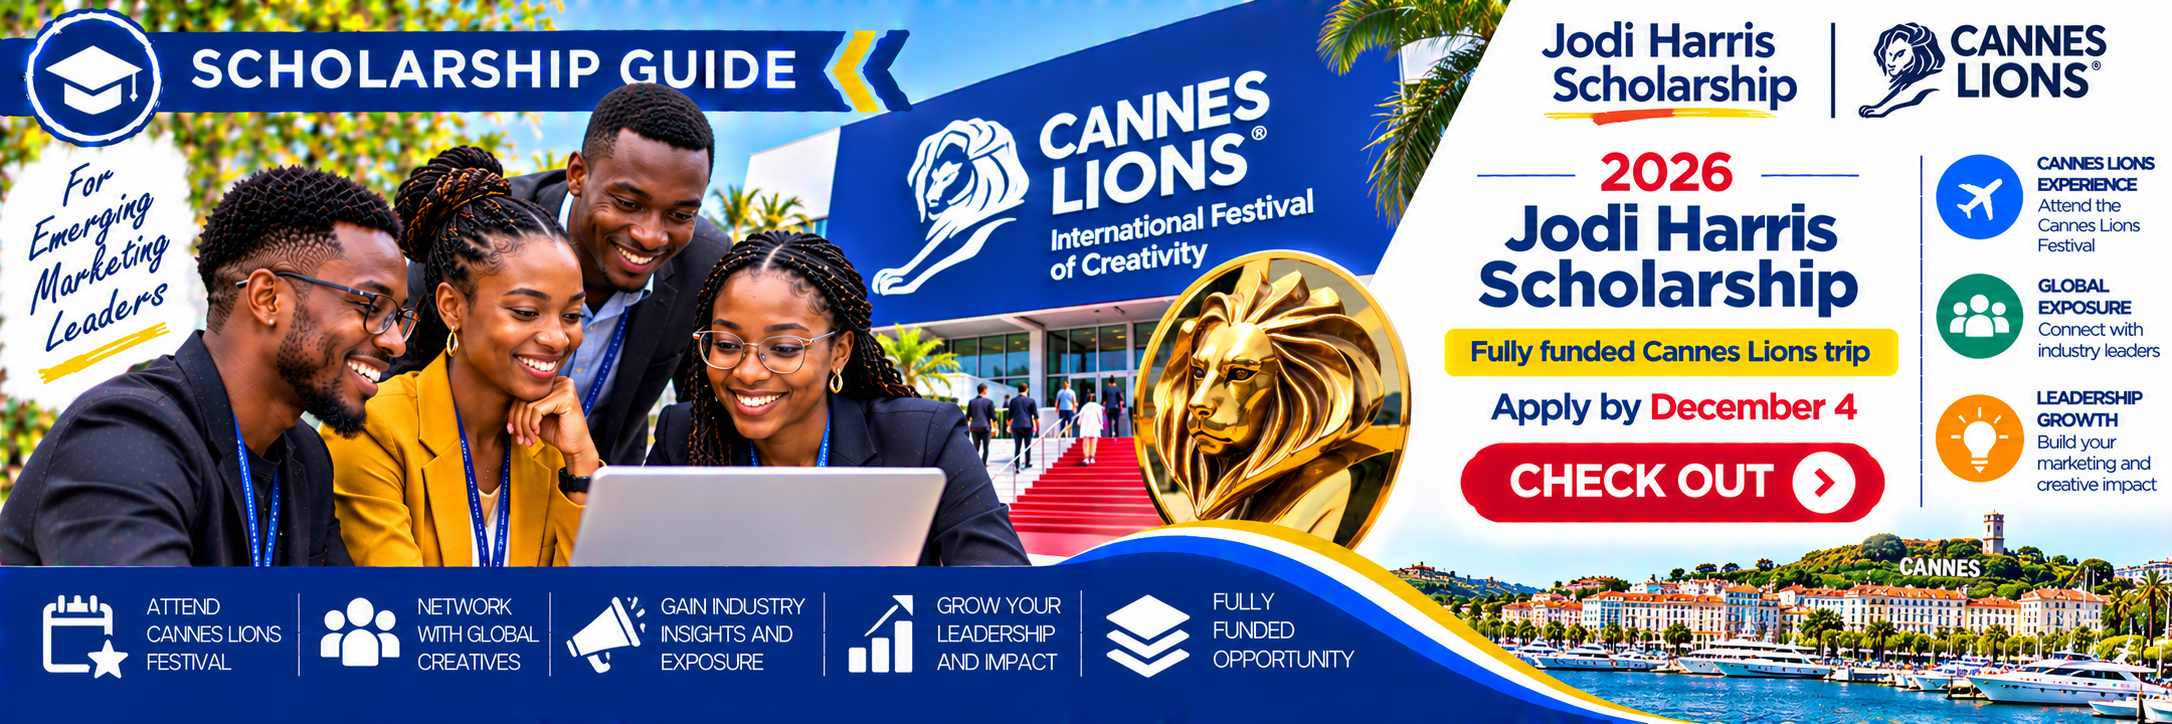 SCHOLARSHIP GUIDE
For
Emerging
Marketing
Leaders
CANNES
LIONS®
International Festival
of Creativity
Jodi Harris
Scholarship
CANNES
LIONS®
2026
Jodi Harris
Scholarship
Fully funded Cannes Lions trip
Apply by December 4
CHECK OUT
CANNES LIONS
EXPERIENCE
Attend the
Cannes Lions
Festival
GLOBAL
EXPOSURE
Connect with
industry leaders
LEADERSHIP
GROWTH
Build your
marketing and
creative impact
CANNES
ATTEND
CANNES LIONS
FESTIVAL
NETWORK
WITH GLOBAL
CREATIVES
GAIN INDUSTRY
INSIGHTS AND
EXPOSURE
GROW YOUR
LEADERSHIP
AND IMPACT
FULLY
FUNDED
OPPORTUNITY